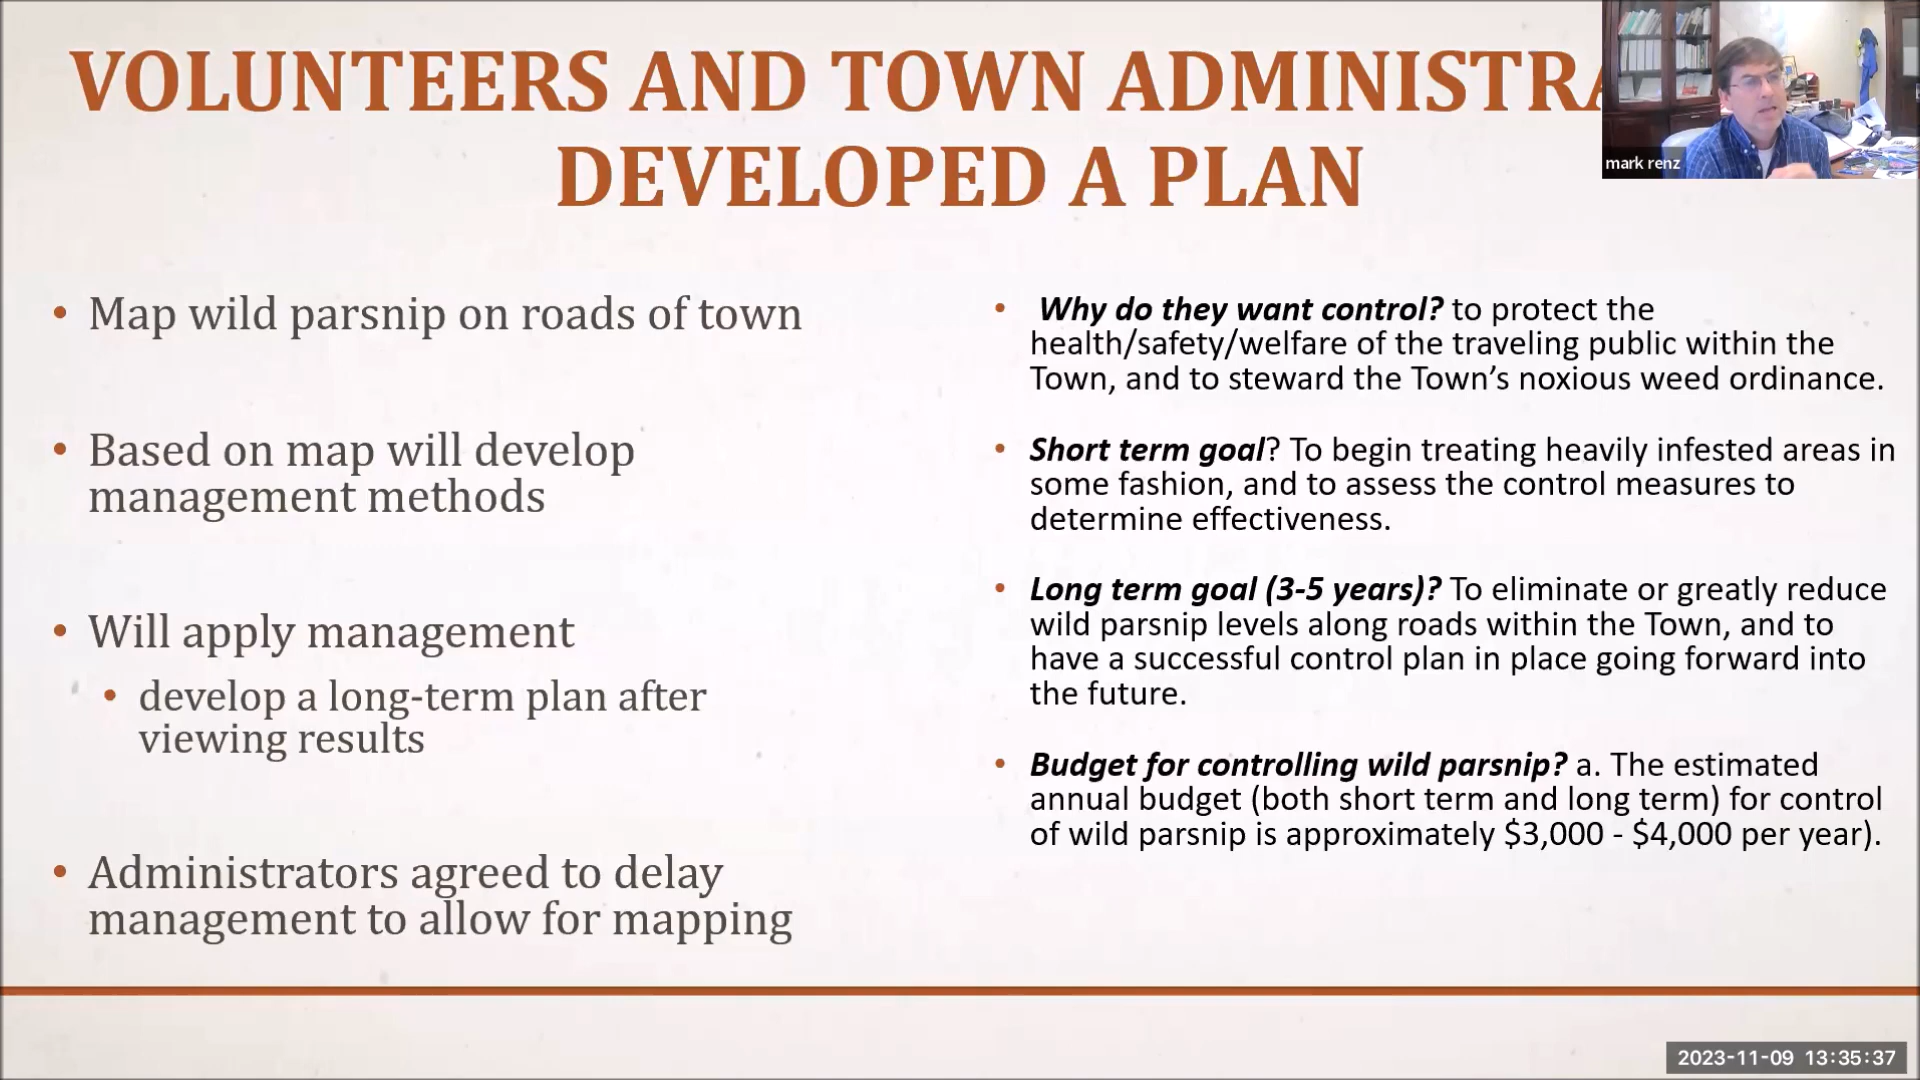 VOLUNTEERS AND TOWN ADMINISTRA
DEVELOPED A PLAN
mark renz
• Map wild parsnip on roads of town
• Based on map will develop
management methods
• Will apply management
• develop a long-term plan after
viewing results
• Administrators agreed to delay
management to allow for mapping
• Why do they want control? to protect the
health/safety/welfare of the traveling public within the
Town, and to steward the Town’s noxious weed ordinance.
• Short term goal? To begin treating heavily infested areas in
some fashion, and to assess the control measures to
determine effectiveness.
• Long term goal (3-5 years)? To eliminate or greatly reduce
wild parsnip levels along roads within the Town, and to
have a successful control plan in place going forward into
the future.
• Budget for controlling wild parsnip? a. The estimated
annual budget (both short term and long term) for control
of wild parsnip is approximately $3,000 - $4,000 per year).
2023-11-09 13:35:37